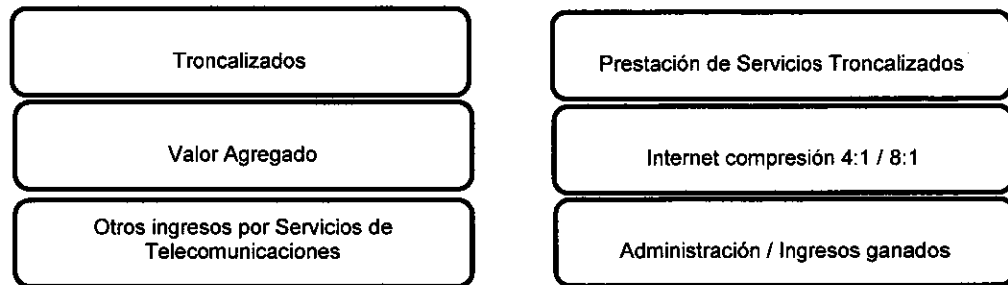 Troncalizados
Prestación de Servicios Troncalizados
Valor Agregado
Internet compresión 4:1 / 8:1
Otros ingresos por Servicios de
Telecomunicaciones
Administración / Ingresos ganados